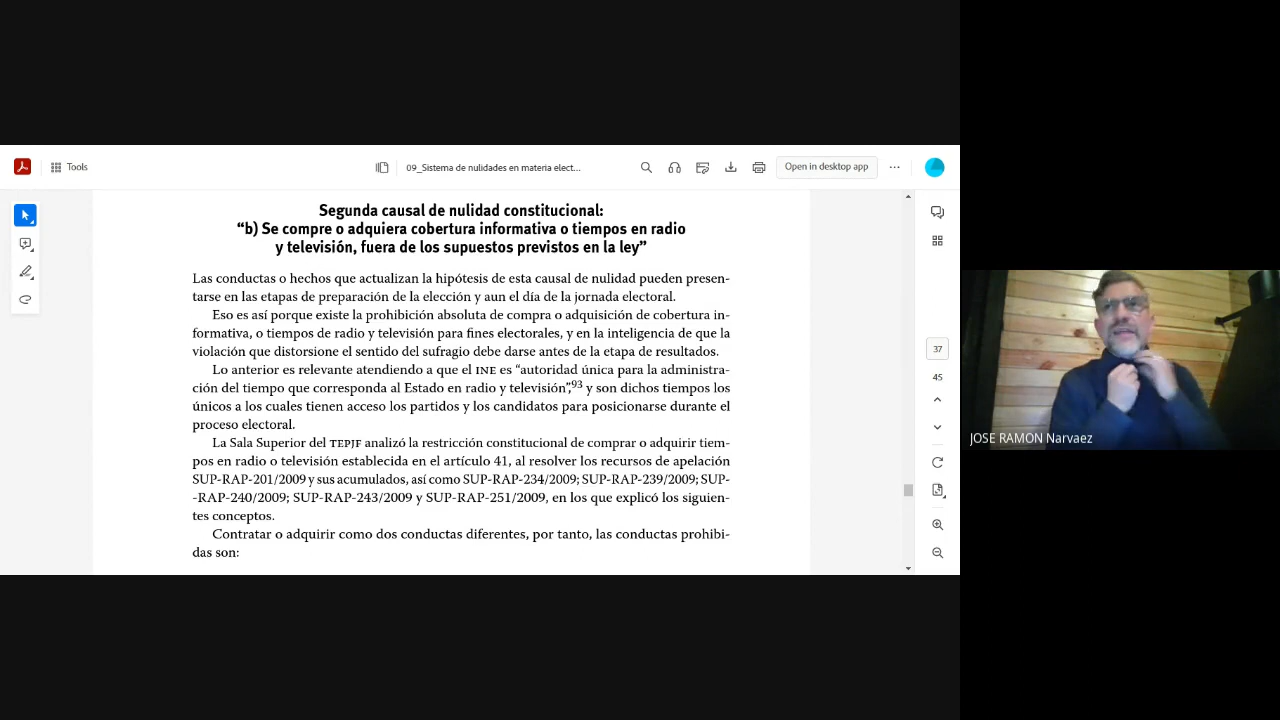 Tools
09_Sistema de nulidades en materia elect...
Open in desktop app
Segunda causal de nulidad constitucional:
“b) Se compre o adquiera cobertura informativa o tiempos en radio
y televisión, fuera de los supuestos previstos en la ley”
Las conductas o hechos que actualizan la hipótesis de esta causal de nulidad pueden presen-
tarse en las etapas de preparación de la elección y aun el día de la jornada electoral.
Eso es así porque existe la prohibición absoluta de compra o adquisición de cobertura in-
formativa, o tiempos de radio y televisión para fines electorales, y en la inteligencia de que la
violación que distorsione el sentido del sufragio debe darse antes de la etapa de resultados.
Lo anterior es relevante atendiendo a que el INE es “autoridad única para la administra-
ción del tiempo que corresponda al Estado en radio y televisión”,93 y son dichos tiempos los
únicos a los cuales tienen acceso los partidos y los candidatos para posicionarse durante el
proceso electoral.
La Sala Superior del TEPJF analizó la restricción constitucional de comprar o adquirir tiem-
pos en radio o televisión establecida en el artículo 41, al resolver los recursos de apelación
SUP-RAP-201/2009 y sus acumulados, así como SUP-RAP-234/2009; SUP-RAP-239/2009; SUP-
-RAP-240/2009; SUP-RAP-243/2009 y SUP-RAP-251/2009, en los que explicó los siguien-
tes conceptos.
Contratar o adquirir como dos conductas diferentes, por tanto, las conductas prohibi-
das son:
37
45
JOSE RAMON Narvaez